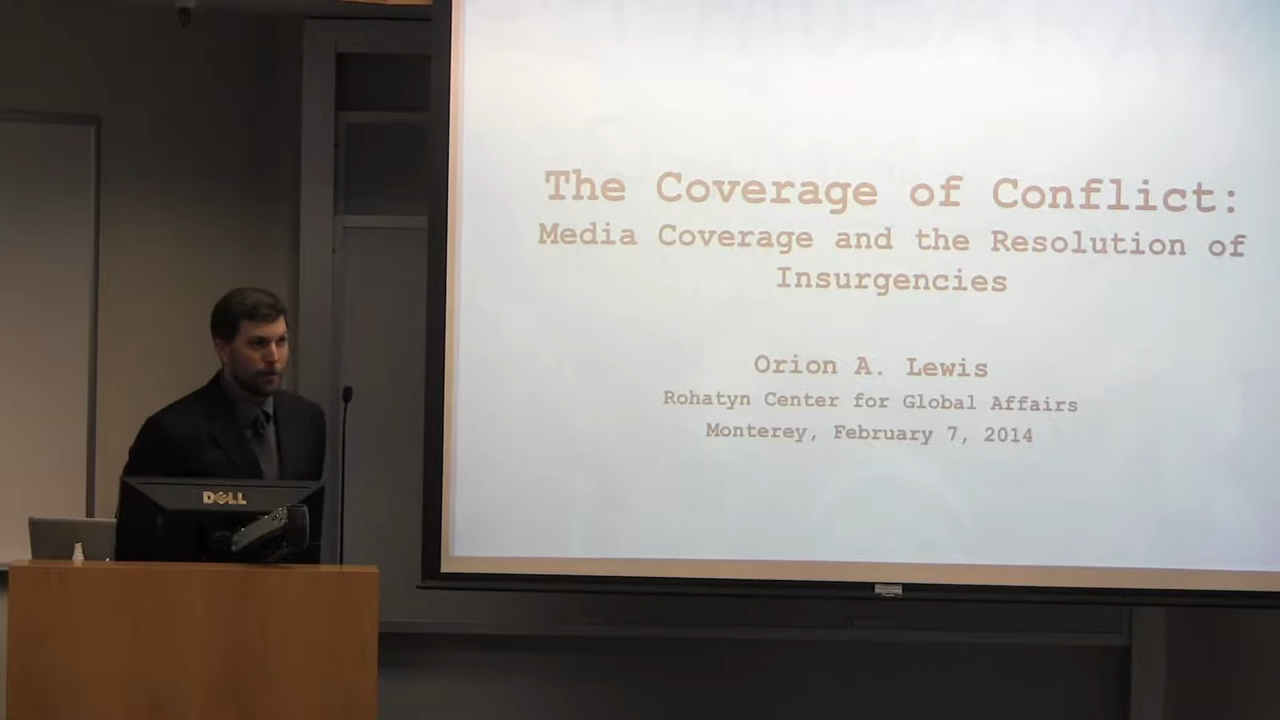 The Coverage of Conflict:
Media Coverage and the Resolution of
Insurgencies
Orion A. Lewis
Rohatyn Center for Global Affairs
Monterey, February 7, 2014
DELL